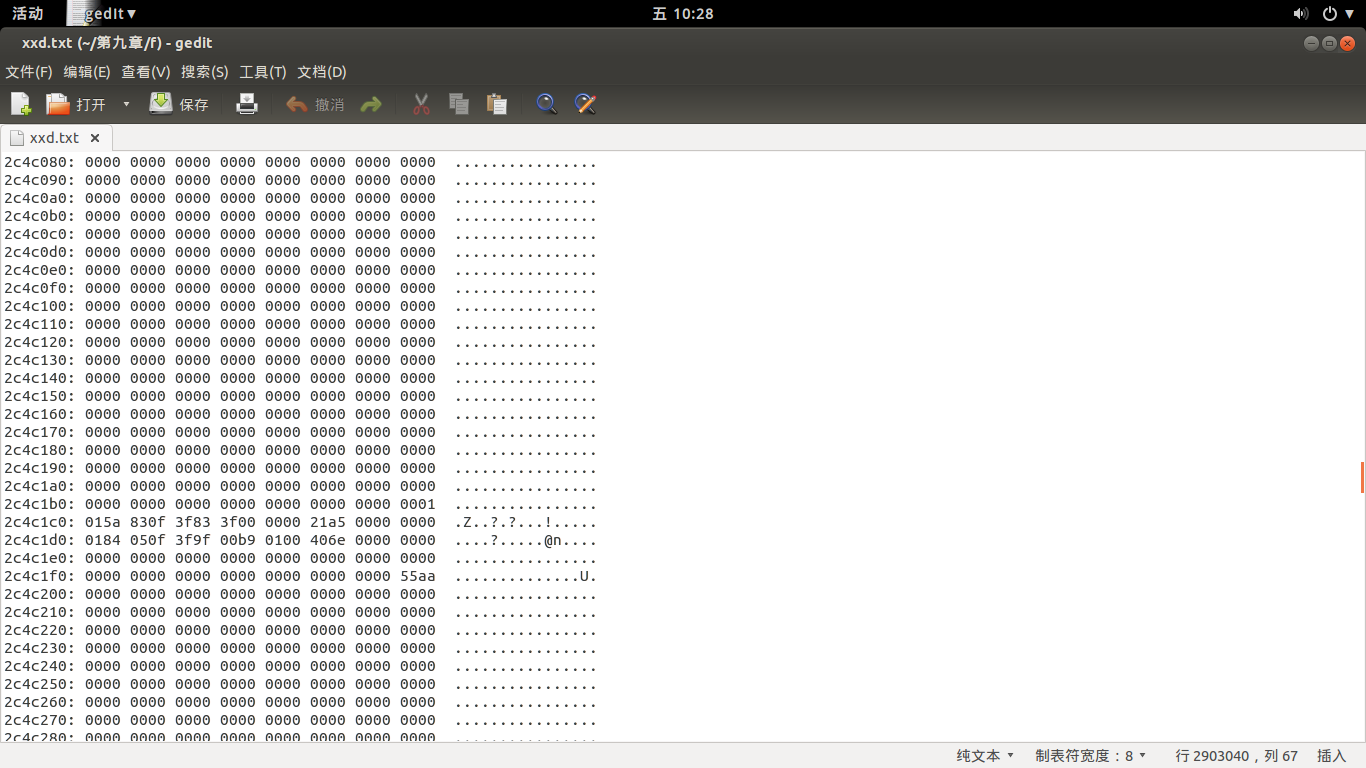 活动 gedit▼ 五 10:28 ▼
xxd.txt (~/第九章/f) - gedit
文件(F) 编辑(E) 查看(V) 搜索(S) 工具(T) 文档(D)
打开 保存 撤消
xxd.txt
2c4c080: 0000 0000 0000 0000 0000 0000 0000 0000  ................
2c4c090: 0000 0000 0000 0000 0000 0000 0000 0000  ................
2c4c0a0: 0000 0000 0000 0000 0000 0000 0000 0000  ................
2c4c0b0: 0000 0000 0000 0000 0000 0000 0000 0000  ................
2c4c0c0: 0000 0000 0000 0000 0000 0000 0000 0000  ................
2c4c0d0: 0000 0000 0000 0000 0000 0000 0000 0000  ................
2c4c0e0: 0000 0000 0000 0000 0000 0000 0000 0000  ................
2c4c0f0: 0000 0000 0000 0000 0000 0000 0000 0000  ................
2c4c100: 0000 0000 0000 0000 0000 0000 0000 0000  ................
2c4c110: 0000 0000 0000 0000 0000 0000 0000 0000  ................
2c4c120: 0000 0000 0000 0000 0000 0000 0000 0000  ................
2c4c130: 0000 0000 0000 0000 0000 0000 0000 0000  ................
2c4c140: 0000 0000 0000 0000 0000 0000 0000 0000  ................
2c4c150: 0000 0000 0000 0000 0000 0000 0000 0000  ................
2c4c160: 0000 0000 0000 0000 0000 0000 0000 0000  ................
2c4c170: 0000 0000 0000 0000 0000 0000 0000 0000  ................
2c4c180: 0000 0000 0000 0000 0000 0000 0000 0000  ................
2c4c190: 0000 0000 0000 0000 0000 0000 0000 0000  ................
2c4c1a0: 0000 0000 0000 0000 0000 0000 0000 0000  ................
2c4c1b0: 0000 0000 0000 0000 0000 0000 0000 0001  ................
2c4c1c0: 015a 830f 3f83 3f00 0000 21a5 0000 0000  .Z..?.?...!.....
2c4c1d0: 0184 050f 3f9f 00b9 0100 406e 0000 0000  ....?.....@n....
2c4c1e0: 0000 0000 0000 0000 0000 0000 0000 0000  ................
2c4c1f0: 0000 0000 0000 0000 0000 0000 0000 55aa  ..............U.
2c4c200: 0000 0000 0000 0000 0000 0000 0000 0000  ................
2c4c210: 0000 0000 0000 0000 0000 0000 0000 0000  ................
2c4c220: 0000 0000 0000 0000 0000 0000 0000 0000  ................
2c4c230: 0000 0000 0000 0000 0000 0000 0000 0000  ................
2c4c240: 0000 0000 0000 0000 0000 0000 0000 0000  ................
2c4c250: 0000 0000 0000 0000 0000 0000 0000 0000  ................
2c4c260: 0000 0000 0000 0000 0000 0000 0000 0000  ................
2c4c270: 0000 0000 0000 0000 0000 0000 0000 0000  ................
2c4c280: 0000 0000 0000 0000 0000 0000 0000 0000  ................
纯文本 制表符宽度：8 行 2903040，列 67 插入